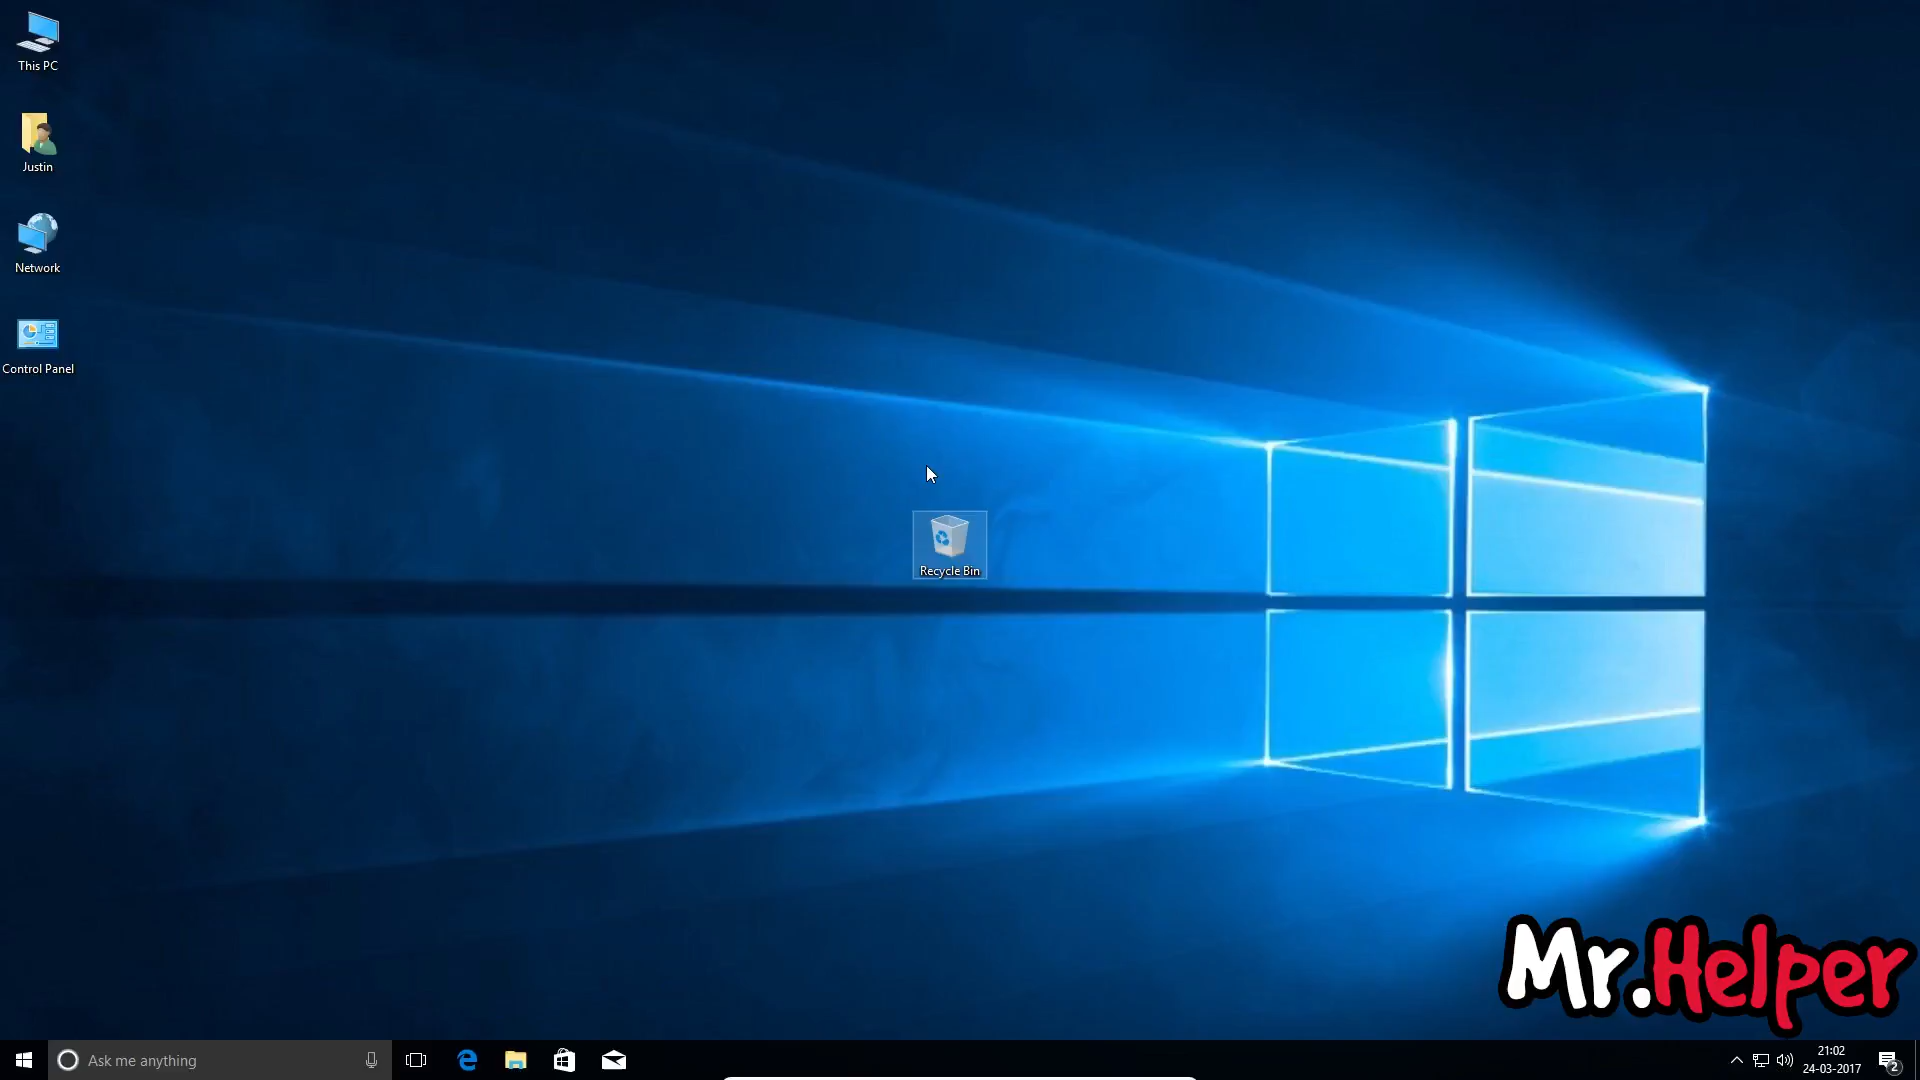 This PC
Justin
Network
Control Panel
Recycle Bin
Mr.Helper
Ask me anything
21:02
24-03-2017
2